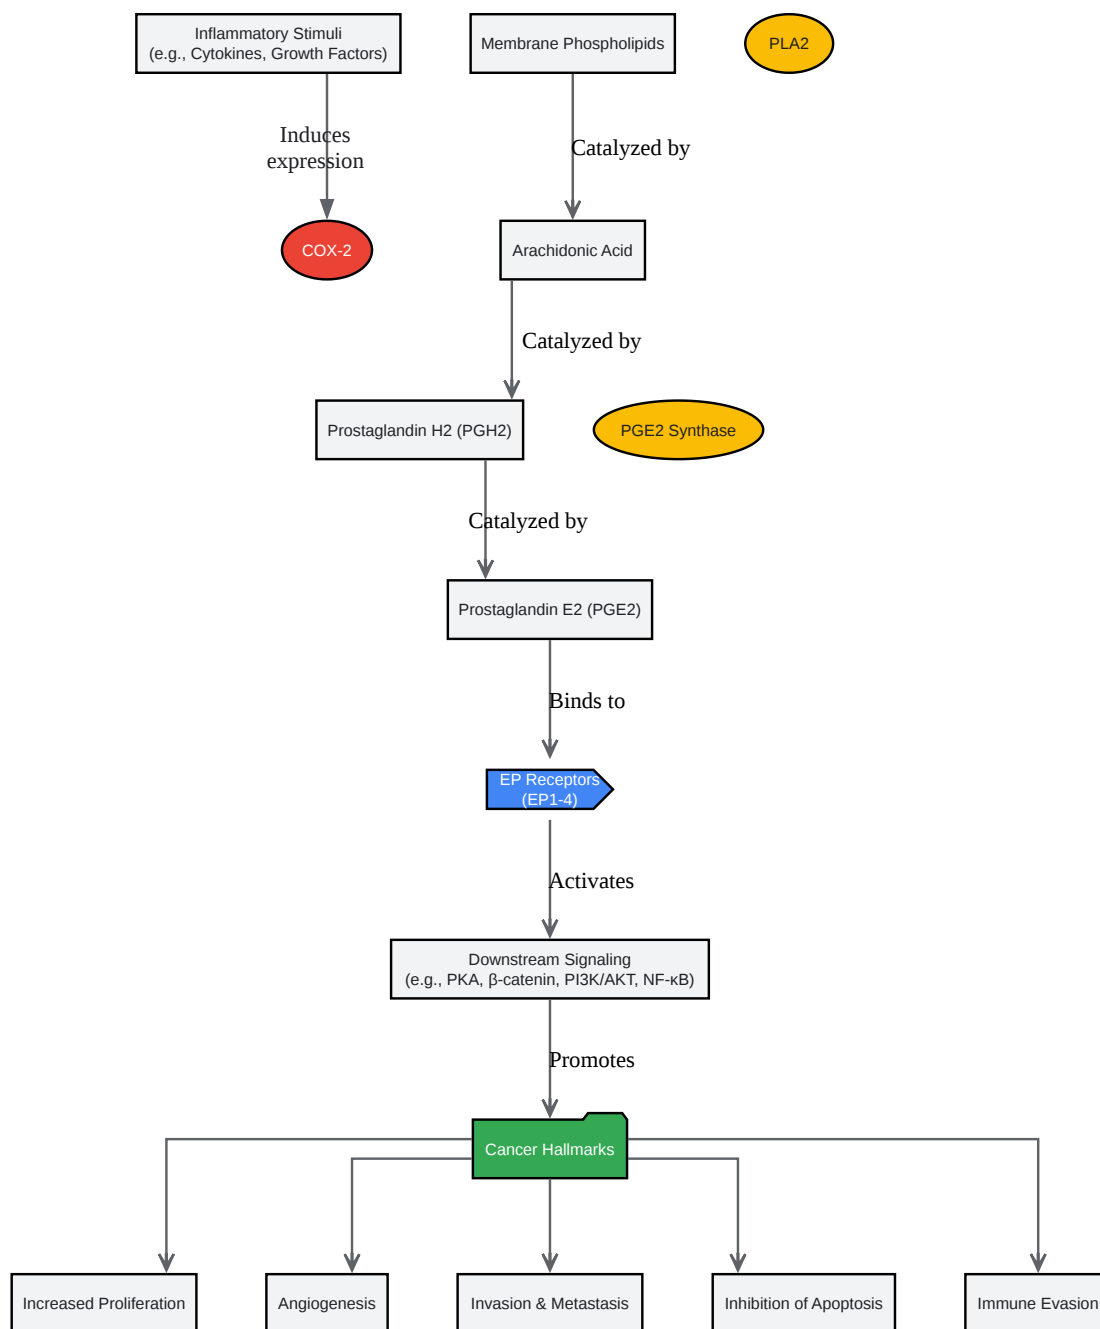 Inflammatory Stimuli
(e.g., Cytokines, Growth Factors)
Membrane Phospholipids
PLA2
Induces
expression
Catalyzed by
COX-2
Arachidonic Acid
Catalyzed by
Prostaglandin H2 (PGH2)
PGE2 Synthase
Catalyzed by
Prostaglandin E2 (PGE2)
Binds to
EP Receptors
(EP1-4)
Activates
Downstream Signaling
(e.g., PKA, β-catenin, PI3K/AKT, NF-κB)
Promotes
Cancer Hallmarks
Increased Proliferation
Angiogenesis
Invasion & Metastasis
Inhibition of Apoptosis
Immune Evasion